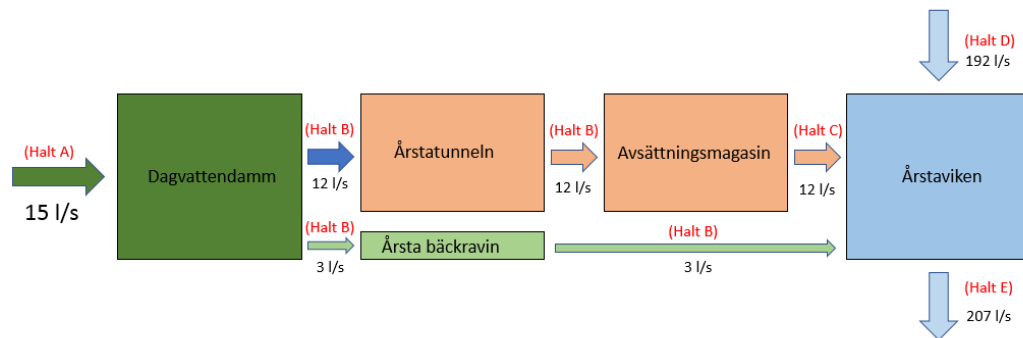 (Halt D)
192 l/s
(Halt A)
15 l/s
Dagvattendamm
(Halt B)
12 l/s
Årstatunneln
(Halt B)
12 l/s
Avsättningsmagasin
(Halt C)
12 l/s
Årstaviken
(Halt B)
3 l/s
Årsta bäckravin
(Halt B)
3 l/s
(Halt E)
207 l/s